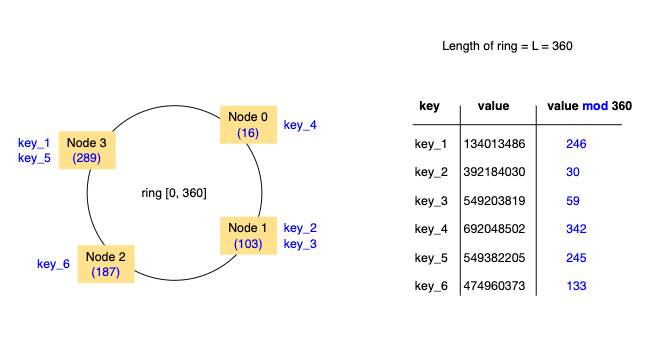 Length of ring = L = 360
Node 0
(16)
key_4
Node 3
(289)
key_1
key_5
ring [0, 360]
Node 1
(103)
key_2
key_3
Node 2
(187)
key_6
key value value mod 360
key_1 134013486 246
key_2 392184030 30
key_3 549203819 59
key_4 692048502 342
key_5 549382205 245
key_6 474960373 133